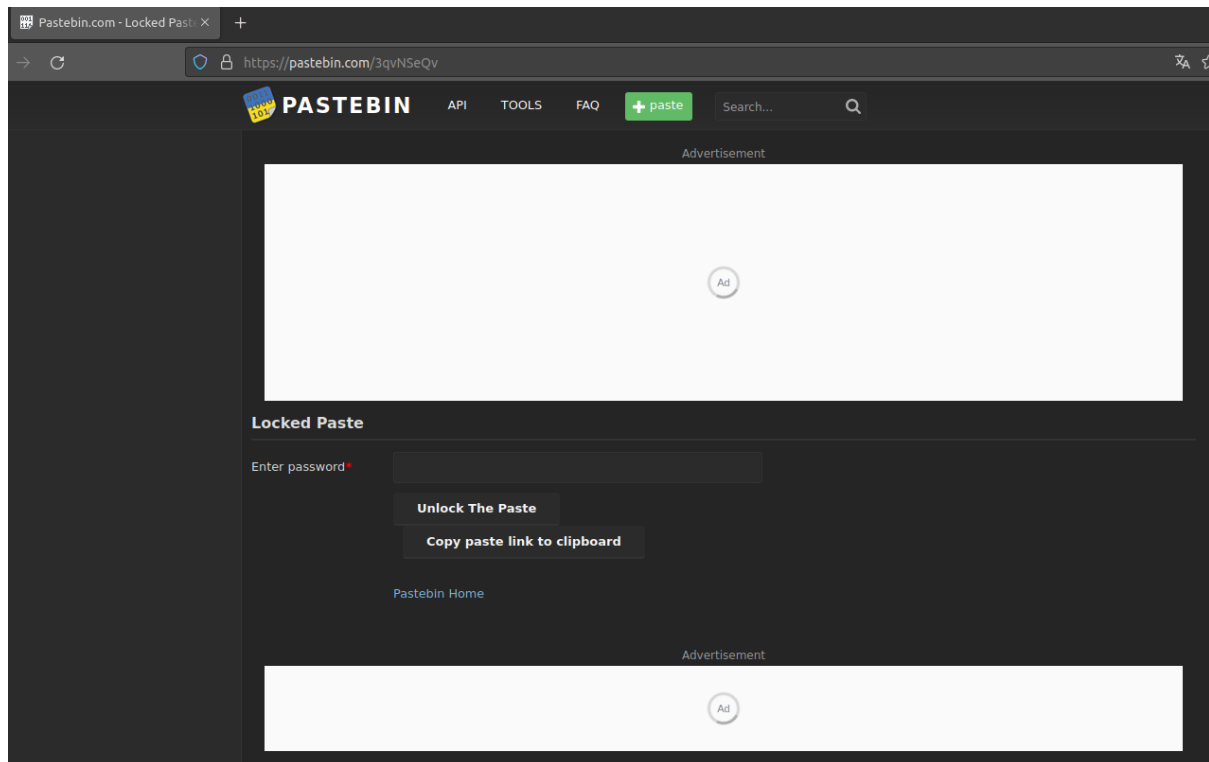 Pastebin.com - Locked Past
https://pastebin.com/3qvNSeQv
PASTEBIN API TOOLS FAQ paste Search...
Advertisement
Ad
Locked Paste
Enter password*
Unlock The Paste
Copy paste link to clipboard
Pastebin Home
Advertisement
Ad